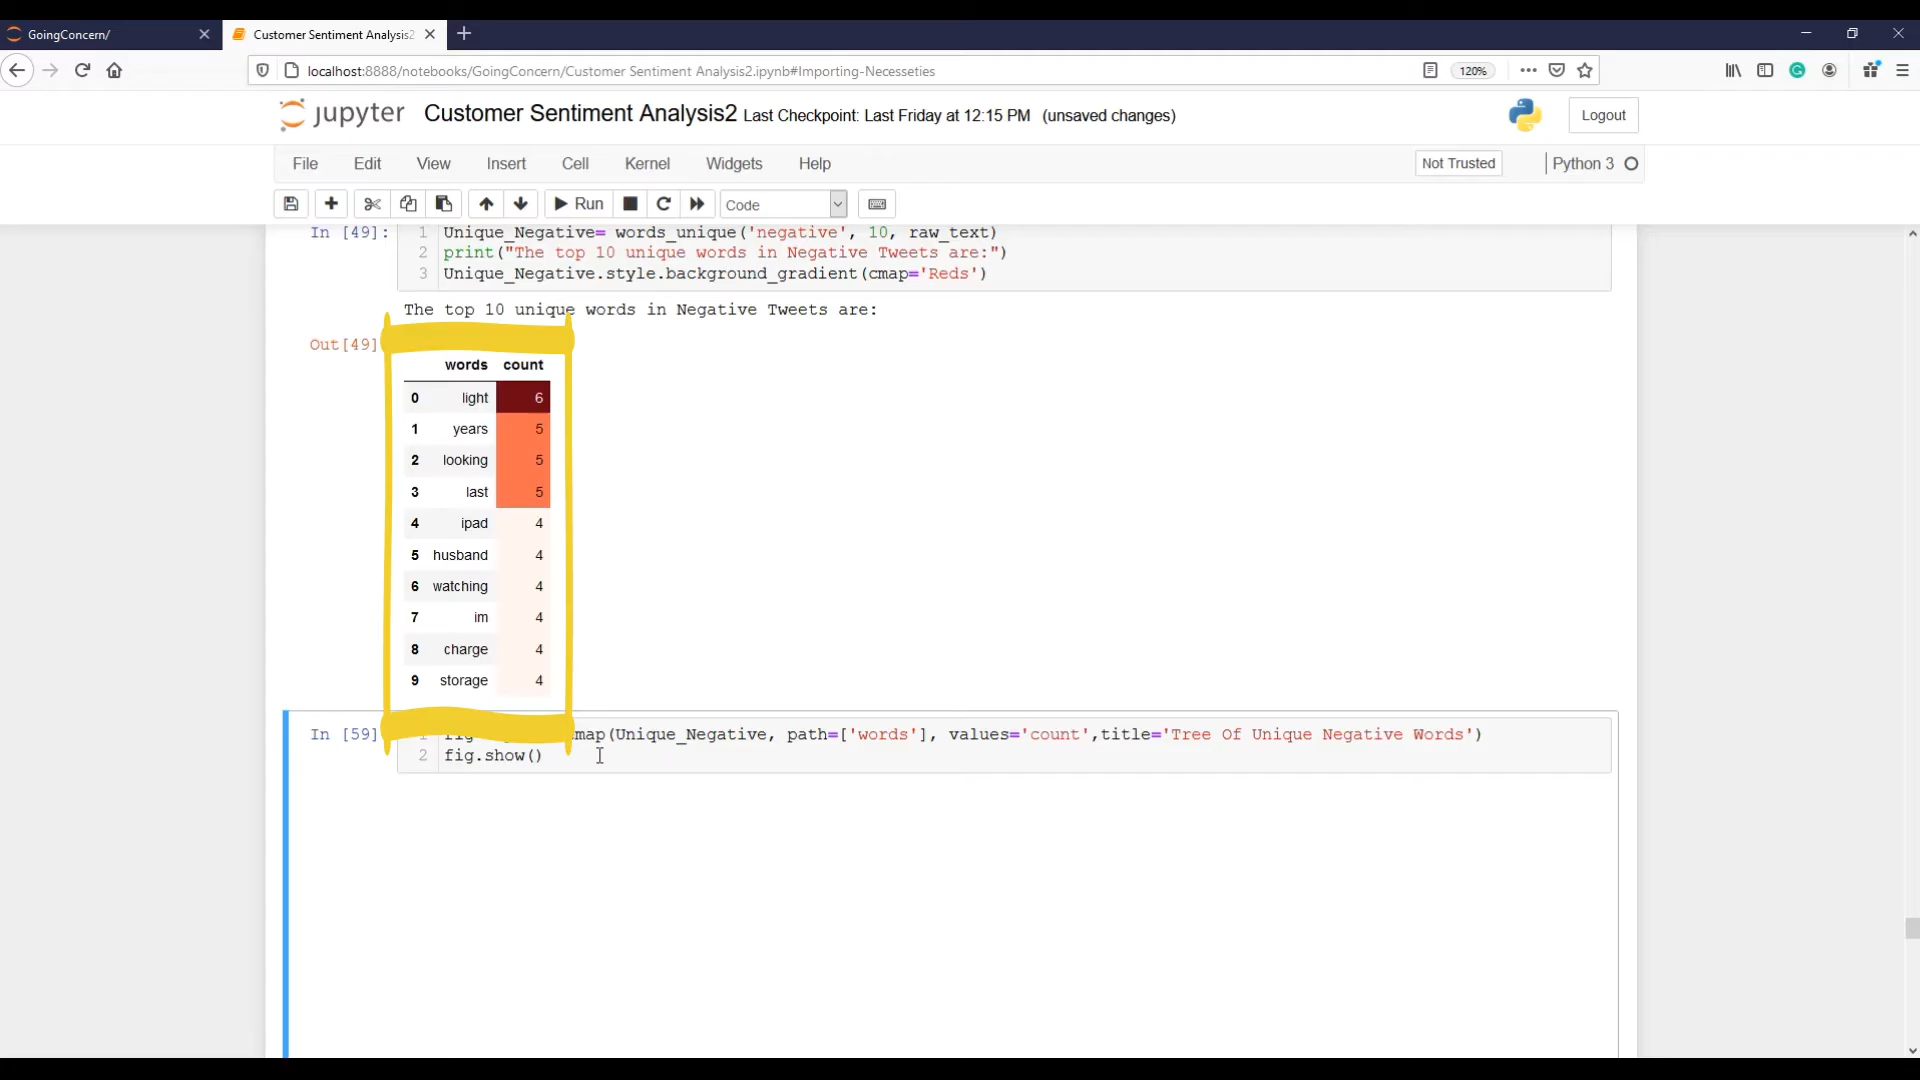 GoingConcern/
Customer Sentiment Analysis2
localhost:8888/notebooks/GoingConcern/Customer Sentiment Analysis2.ipynb#Importing-Necesseties
120%
jupyter Customer Sentiment Analysis2 Last Checkpoint: Last Friday at 12:15 PM (unsaved changes)
Logout
File Edit View Insert Cell Kernel Widgets Help
Not Trusted Python 3
Run Code
In [49]: 1 Unique_Negative= words_unique('negative', 10, raw_text)
2 print("The top 10 unique words in Negative Tweets are:")
3 Unique_Negative.style.background_gradient(cmap='Reds')
The top 10 unique words in Negative Tweets are:
Out[49]
words count
0 light 6
1 years 5
2 looking 5
3 last 5
4 ipad 4
5 husband 4
6 watching 4
7 im 4
8 charge 4
9 storage 4
In [59] map(Unique_Negative, path=['words'], values='count',title='Tree Of Unique Negative Words')
2 fig.show()